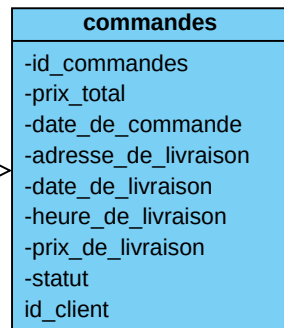 commandes
-id_commandes
-prix_total
-date_de_commande
-adresse_de_livraison
-date_de_livraison
-heure_de_livraison
-prix_de_livraison
-statut
id_client